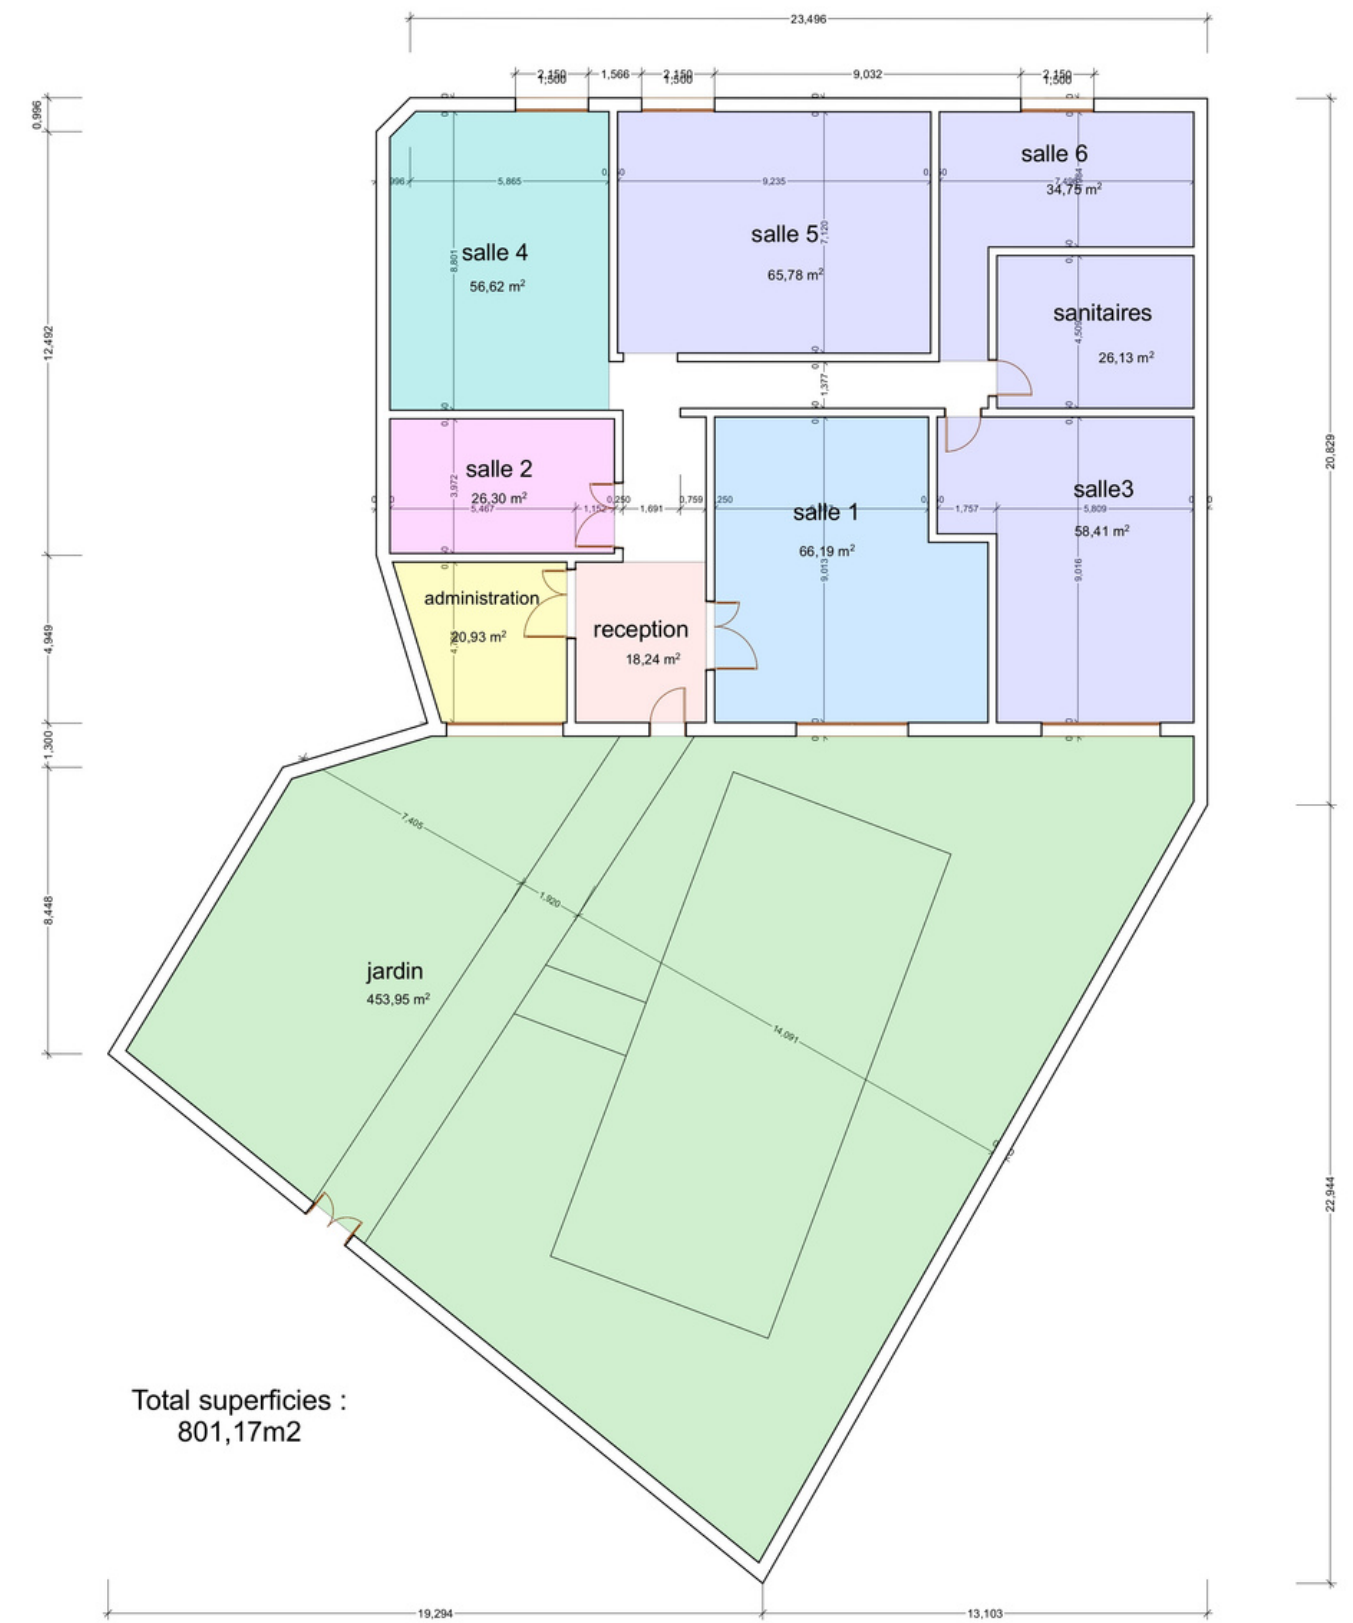 23,496
2,150
1,500
1,566
2,150
1,500
9,032
2,150
1,500
0,996
salle 6
34,75 m²
5,865
9,235
salle 5
65,78 m²
7,120
salle 4
56,62 m²
8,801
sanitaires
26,13 m²
4,509
12,492
1,377
20,829
salle 2
26,30 m²
3,972
5,467
1,152
0,250
1,691
0,759
,250
salle 1
66,19 m²
9,013
salle3
58,41 m²
1,757
5,809
9,016
administration
20,93 m²
reception
18,24 m²
4,949
1,300
7,405
1,920
14,091
8,448
jardin
453,95 m²
22,944
Total superficies :
801,17m2
19,294
13,103